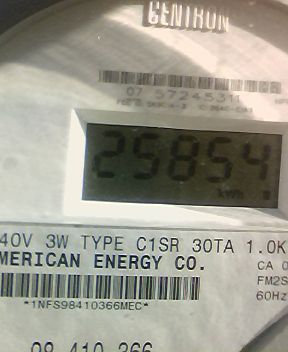 CENTRON
07 57245311
25854
kWh
40V 3W TYPE C1SR 30TA 1.0K
MERICAN ENERGY CO.
CA 0
FM2S
60Hz
*1NFS98410366MEC*
98 410 366